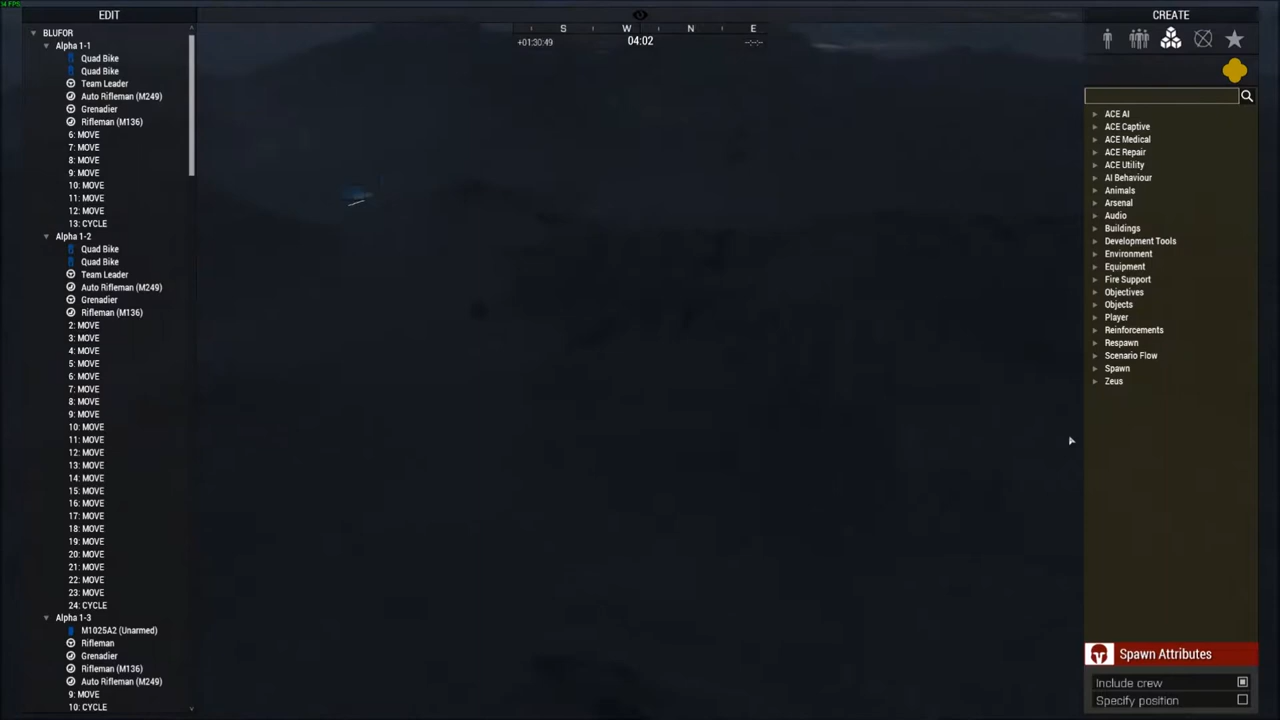 14 FPS
EDIT
BLUFOR
Alpha 1-1
Quad Bike
Quad Bike
Team Leader
Auto Rifleman (M249)
Grenadier
Rifleman (M136)
6: MOVE
7: MOVE
8: MOVE
9: MOVE
10: MOVE
11: MOVE
12: MOVE
13: CYCLE
Alpha 1-2
Quad Bike
Quad Bike
Team Leader
Auto Rifleman (M249)
Grenadier
Rifleman (M136)
2: MOVE
3: MOVE
4: MOVE
5: MOVE
6: MOVE
7: MOVE
8: MOVE
9: MOVE
10: MOVE
11: MOVE
12: MOVE
13: MOVE
14: MOVE
15: MOVE
16: MOVE
17: MOVE
18: MOVE
19: MOVE
20: MOVE
21: MOVE
22: MOVE
23: MOVE
24: CYCLE
Alpha 1-3
M1025A2 (Unarmed)
Rifleman
Grenadier
Rifleman (M136)
Auto Rifleman (M249)
9: MOVE
10: CYCLE
S W N E
+01:30:49 04:02 --:--:--
CREATE
ACE AI
ACE Captive
ACE Medical
ACE Repair
ACE Utility
AI Behaviour
Animals
Arsenal
Audio
Buildings
Development Tools
Environment
Equipment
Fire Support
Objectives
Objects
Player
Reinforcements
Respawn
Scenario Flow
Spawn
Zeus
Spawn Attributes
Include crew
Specify position